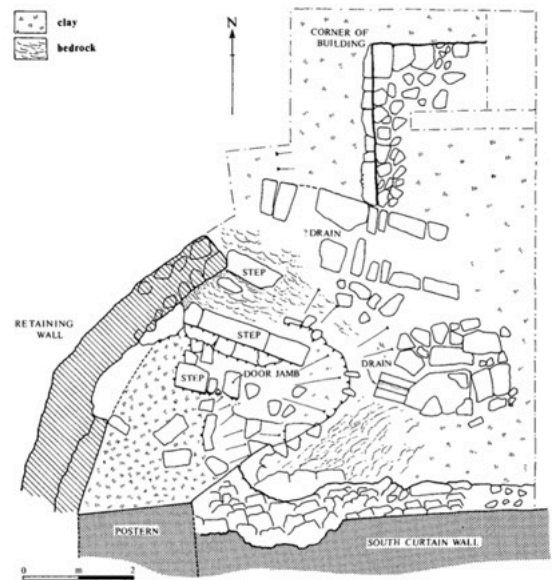 clay
bedrock
N
CORNER OF
BUILDING
?DRAIN
STEP
RETAINING
WALL
STEP
DRAIN
STEP
DOOR JAMB
POSTERN
SOUTH CURTAIN WALL
0 m 2